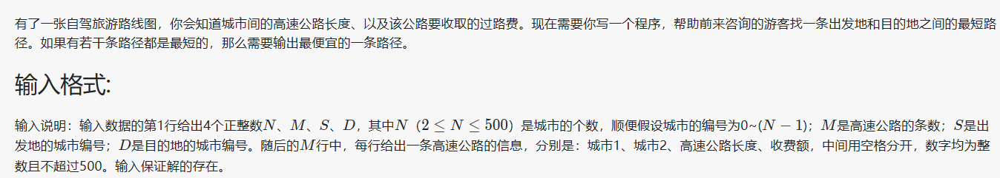 有了一张自驾旅游路线图，你会知道城市间的高速公路长度、以及该公路要收取的过路费。现在需要你写一个程序，帮助前来咨询的游客找一条出发地和目的地之间的最短路
径。如果有若干条路径都是最短的，那么需要输出最便宜的一条路径。
输入格式:
输入说明：输入数据的第1行给出4个正整数N、M、S、D，其中N（2 ≤ N ≤ 500）是城市的个数，顺便假设城市的编号为0~(N − 1)；M是高速公路的条数；S是出
发地的城市编号；D是目的地的城市编号。随后的M行中，每行给出一条高速公路的信息，分别是：城市1、城市2、高速公路长度、收费额，中间用空格分开，数字均为整
数且不超过500。输入保证解的存在。